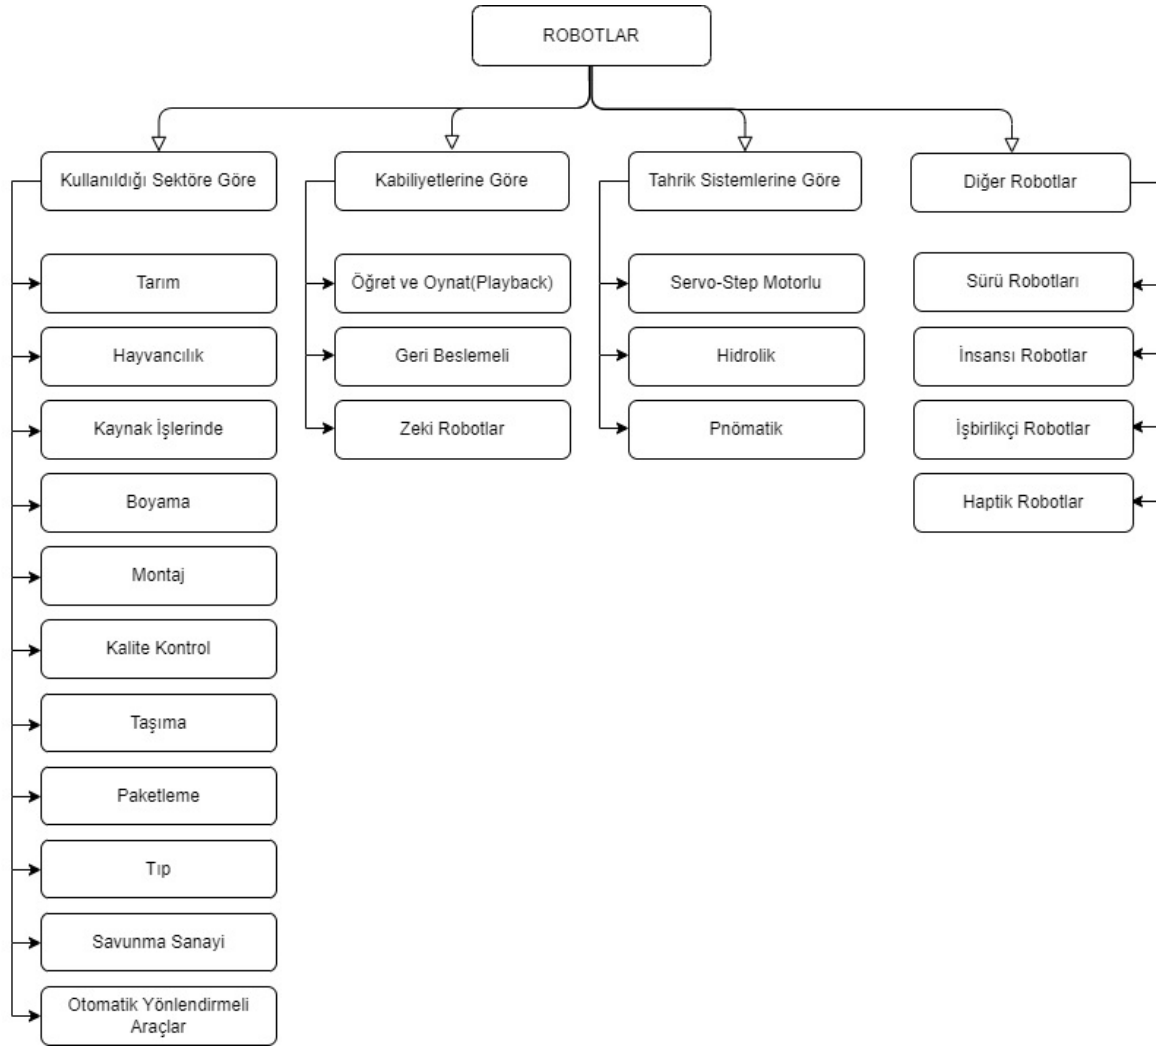 ROBOTLAR
Kullanıldığı Sektöre Göre
Kabiliyetlerine Göre
Tahrik Sistemlerine Göre
Diğer Robotlar
Tarım
Hayvancılık
Kaynak İşlerinde
Boyama
Montaj
Kalite Kontrol
Taşıma
Paketleme
Tıp
Savunma Sanayi
Otomatik Yönlendirmeli
Araçlar
Öğret ve Oynat(Playback)
Geri Beslemeli
Zeki Robotlar
Servo-Step Motorlu
Hidrolik
Pnömatik
Sürü Robotları
İnsansı Robotlar
İşbirlikçi Robotlar
Haptik Robotlar